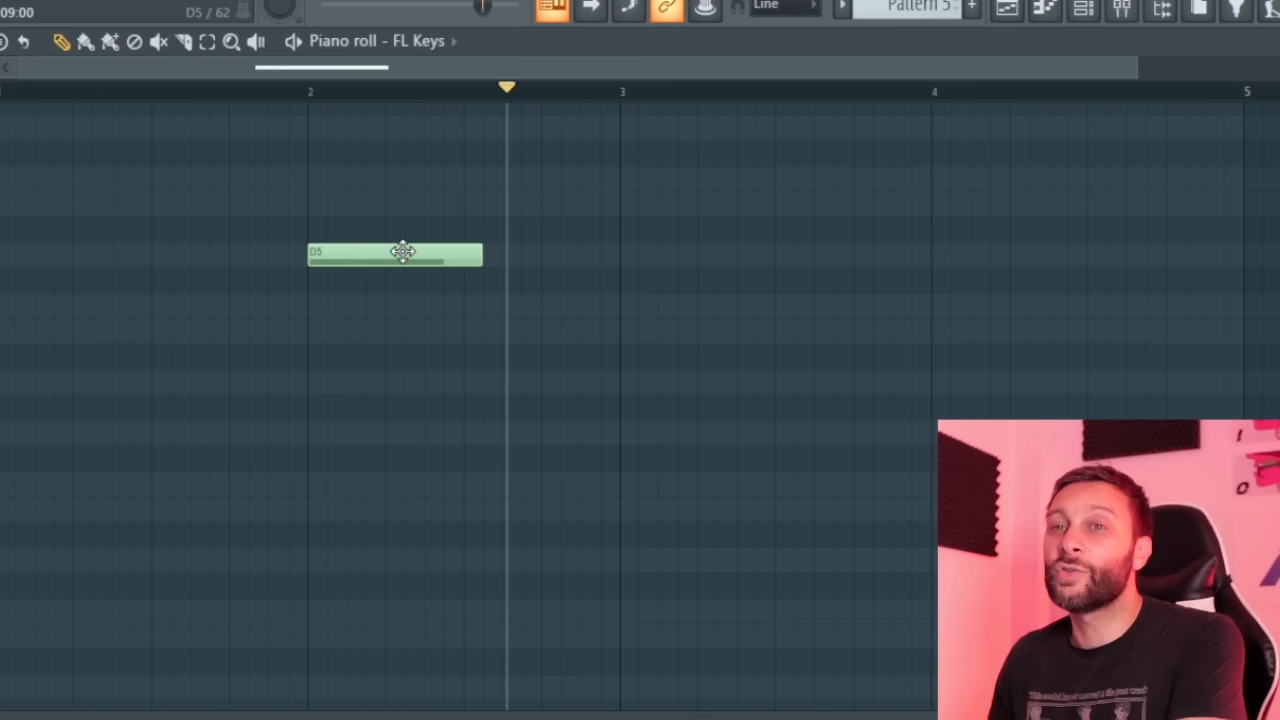 09:00
D5 / 62
Line
Pattern 5
Piano roll - FL Keys
2
3
4
5
D5